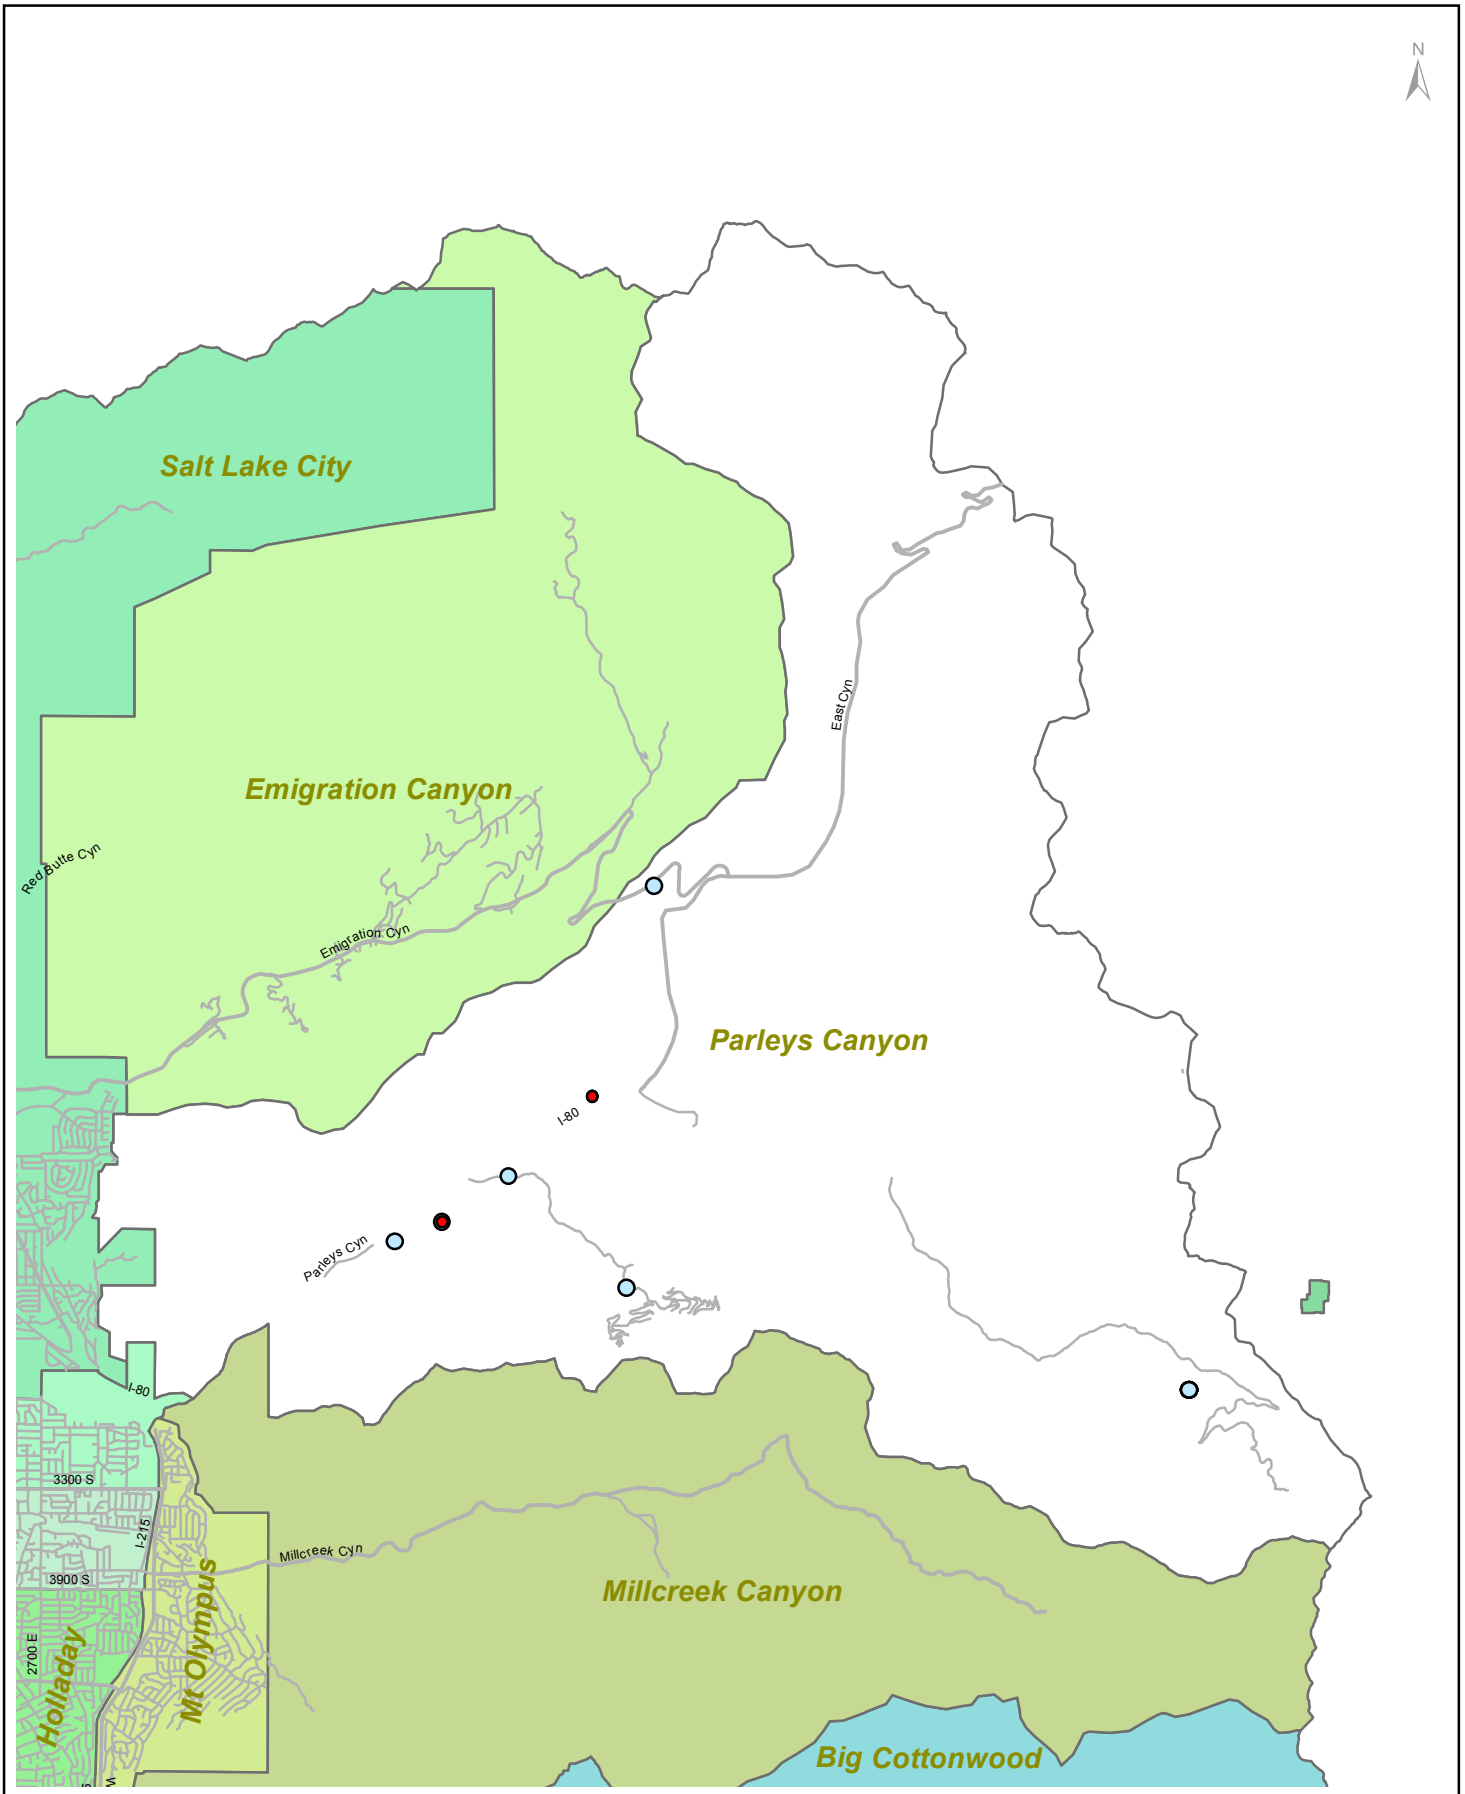 N
Salt Lake City
East Cyn
Emigration Canyon
Red Butte Cyn
Emigration Cyn
Parleys Canyon
I-80
Parleys Cyn
I-80
3300 S
I-215
Millcreek Cyn
3900 S
Millcreek Canyon
Mt Olympus
2700 E
Holladay
Big Cottonwood